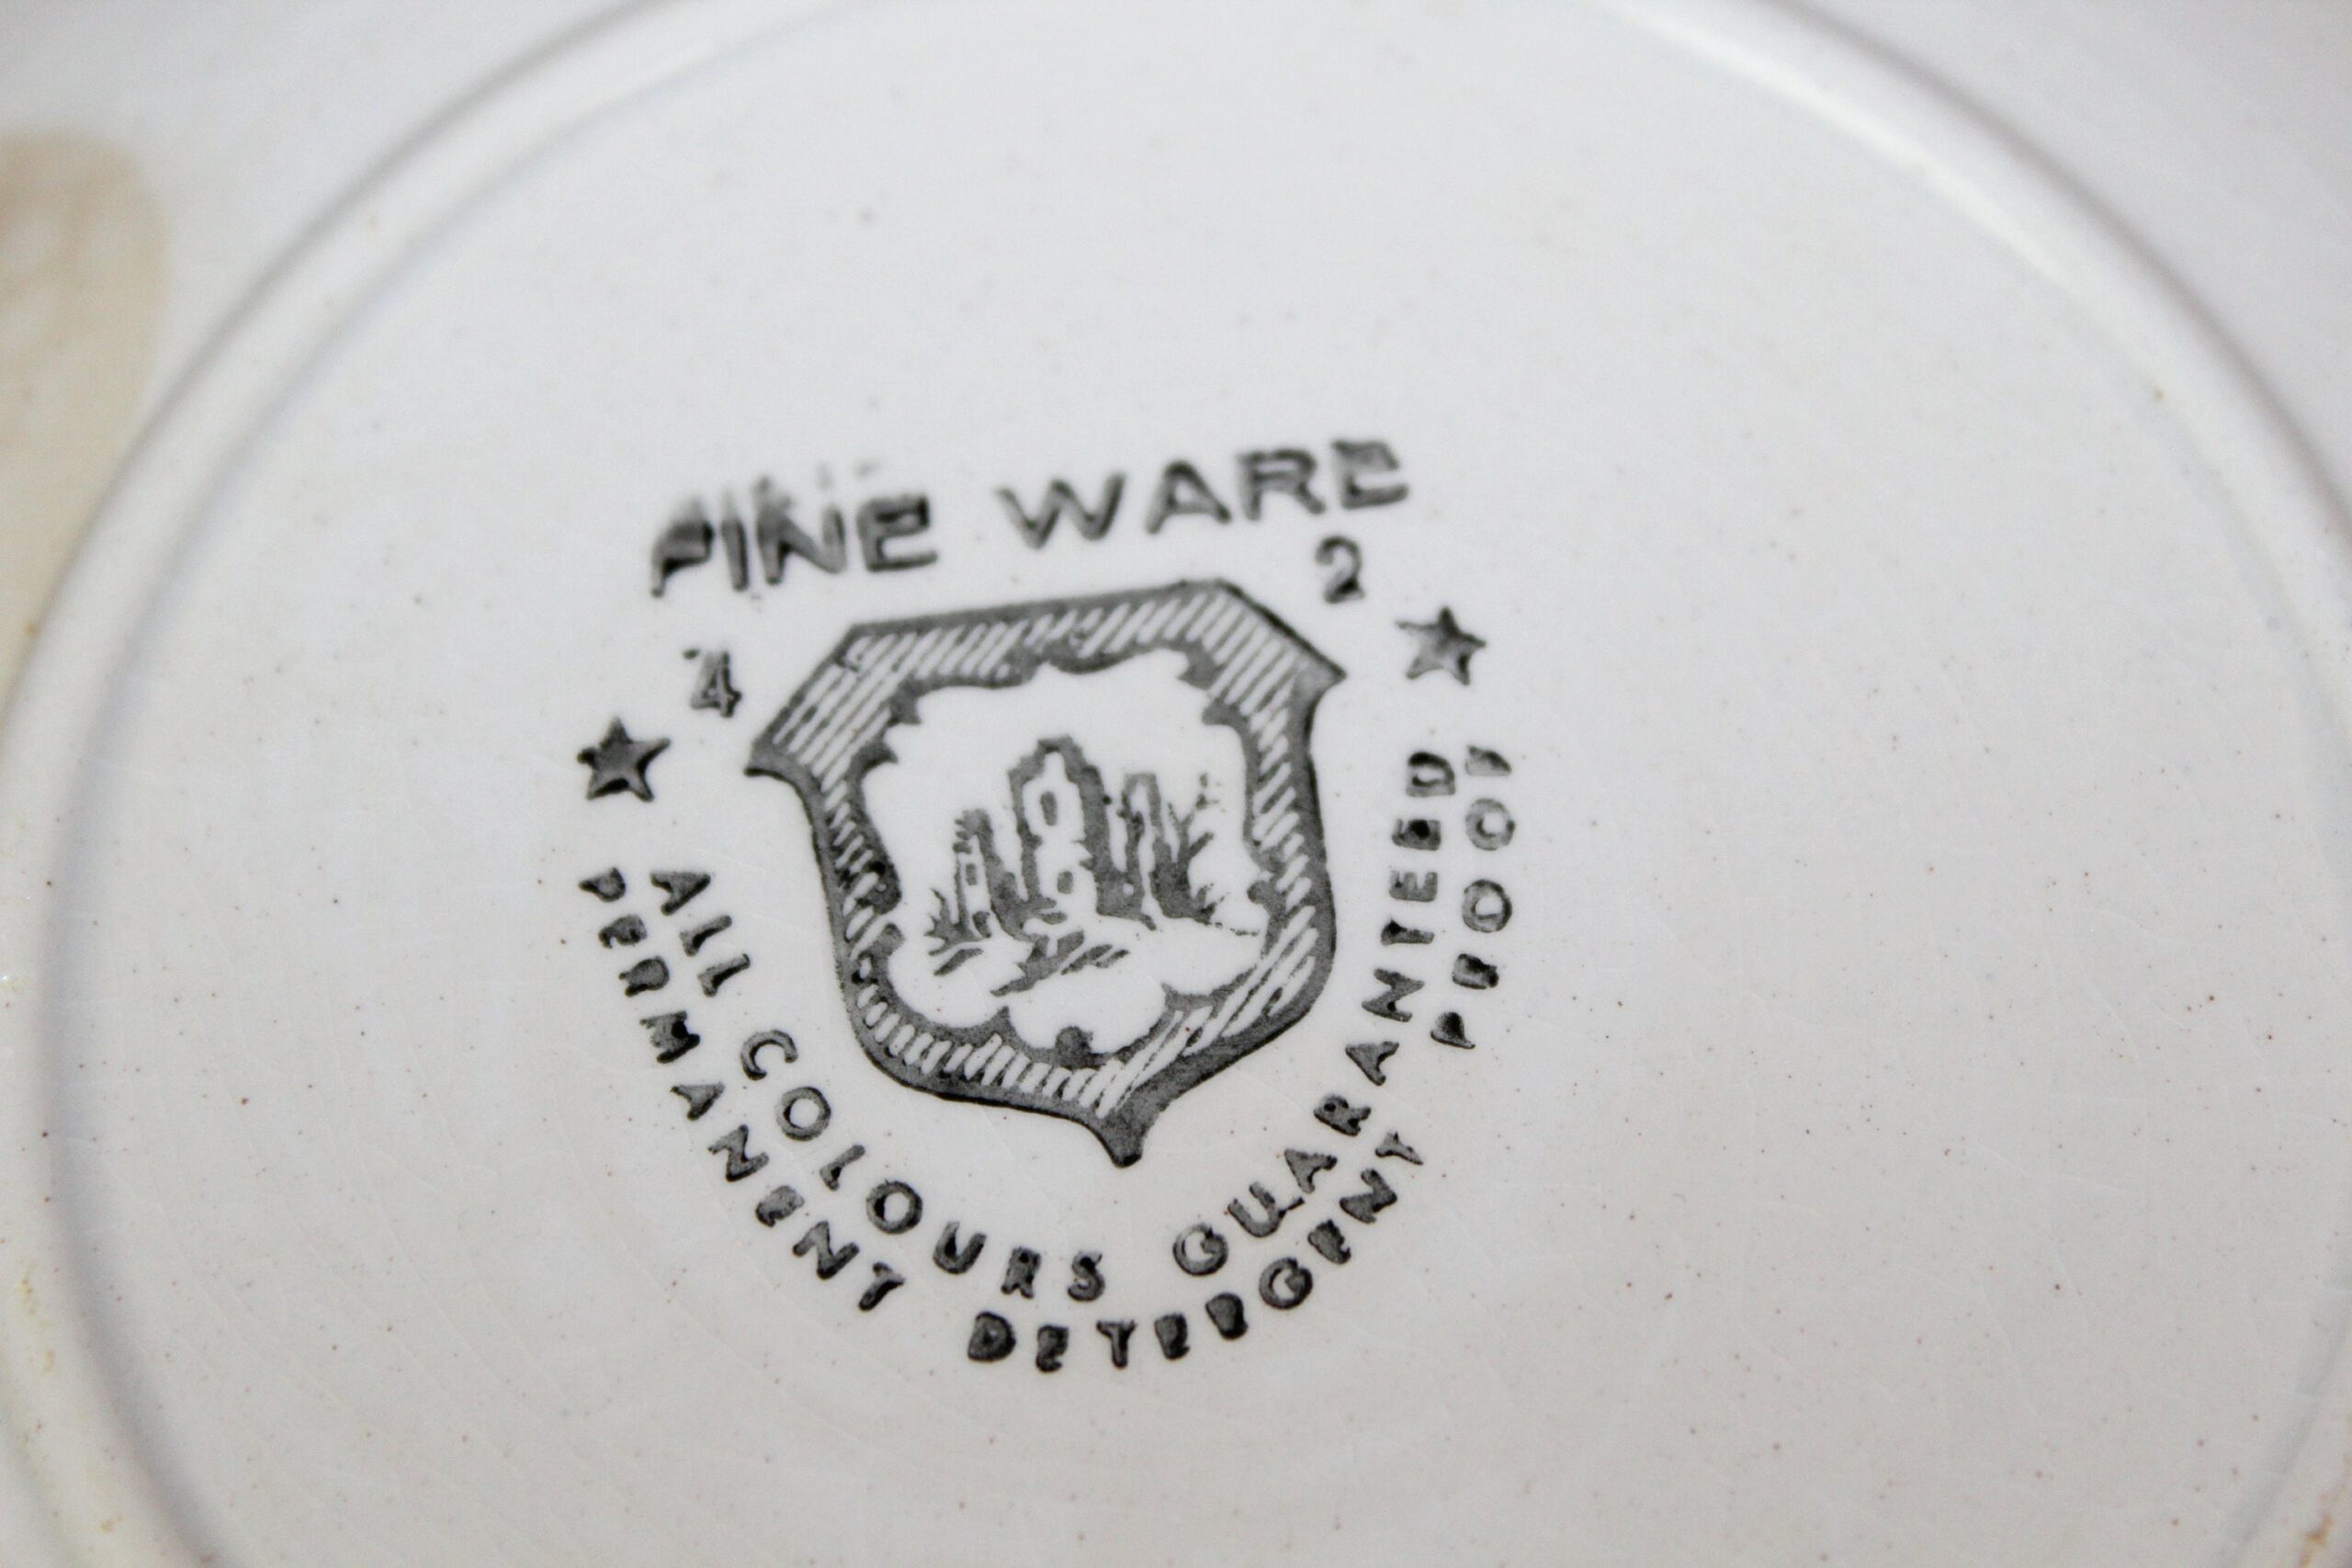 FINE WARE
4 2
ALL COLOURS GUARANTEED
PERMANENT DETERGENT PROOF